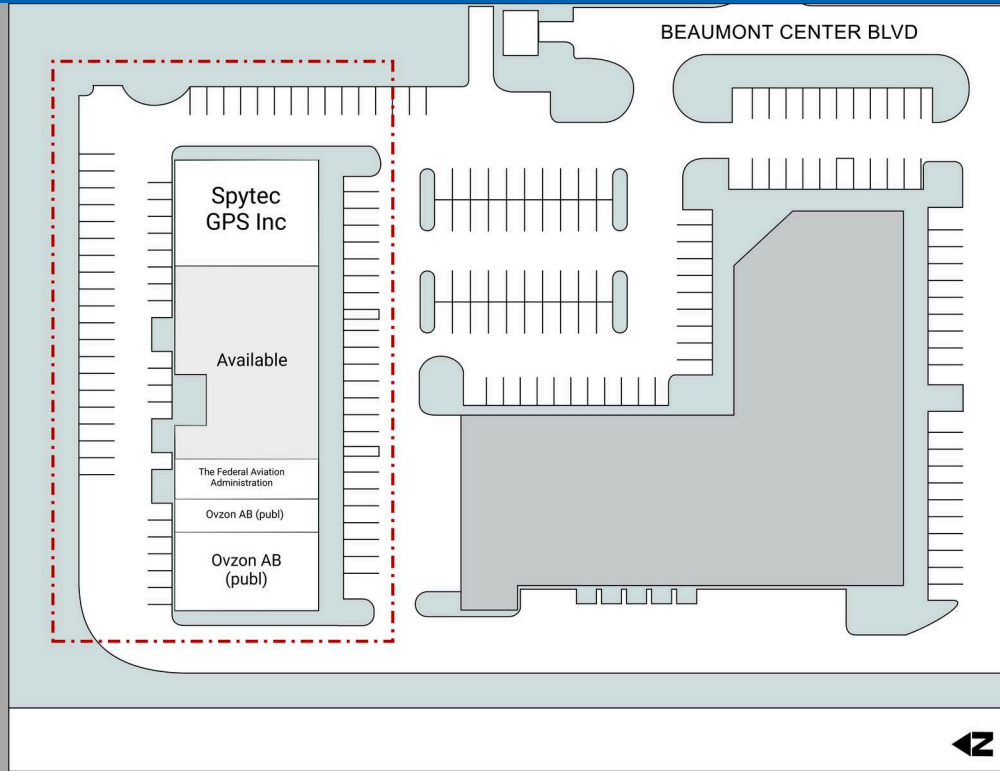 BEAUMONT CENTER BLVD
Spytec
GPS Inc
Available
The Federal Aviation
Administration
Ovzon AB (publ)
Ovzon AB
(publ)
N